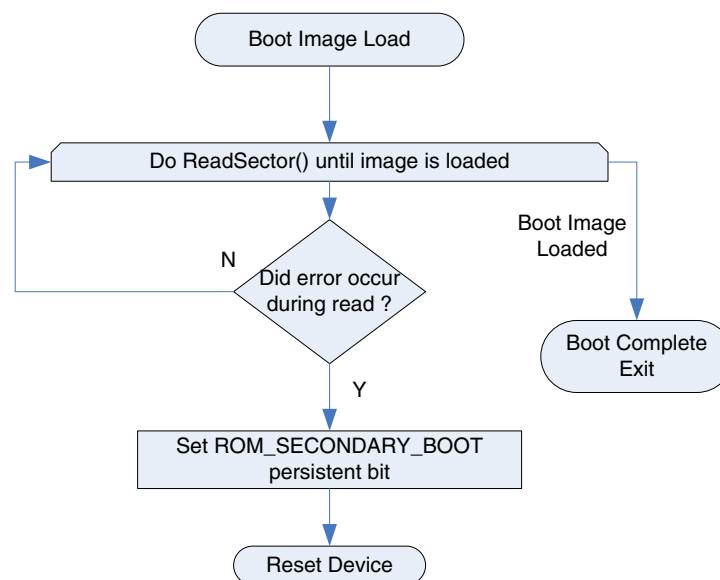 Boot Image Load
Do ReadSector() until image is loaded
Boot Image
Loaded
N
Did error occur
during read ?
Boot Complete
Exit
Y
Set ROM_SECONDARY_BOOT
persistent bit
Reset Device